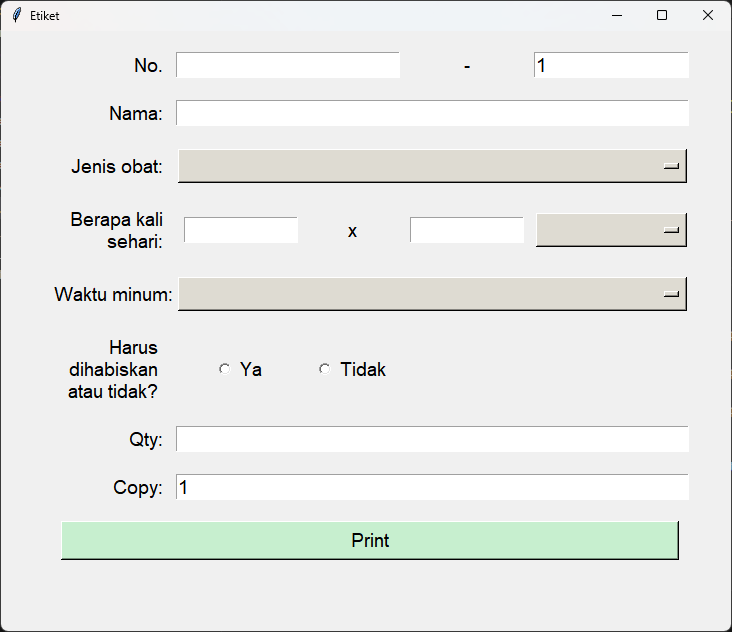 Etiket
No. - 1
Nama:
Jenis obat:
Berapa kali
sehari:
x
Waktu minum:
Harus
dihabiskan
atau tidak?
Ya Tidak
Qty:
Copy: 1
Print